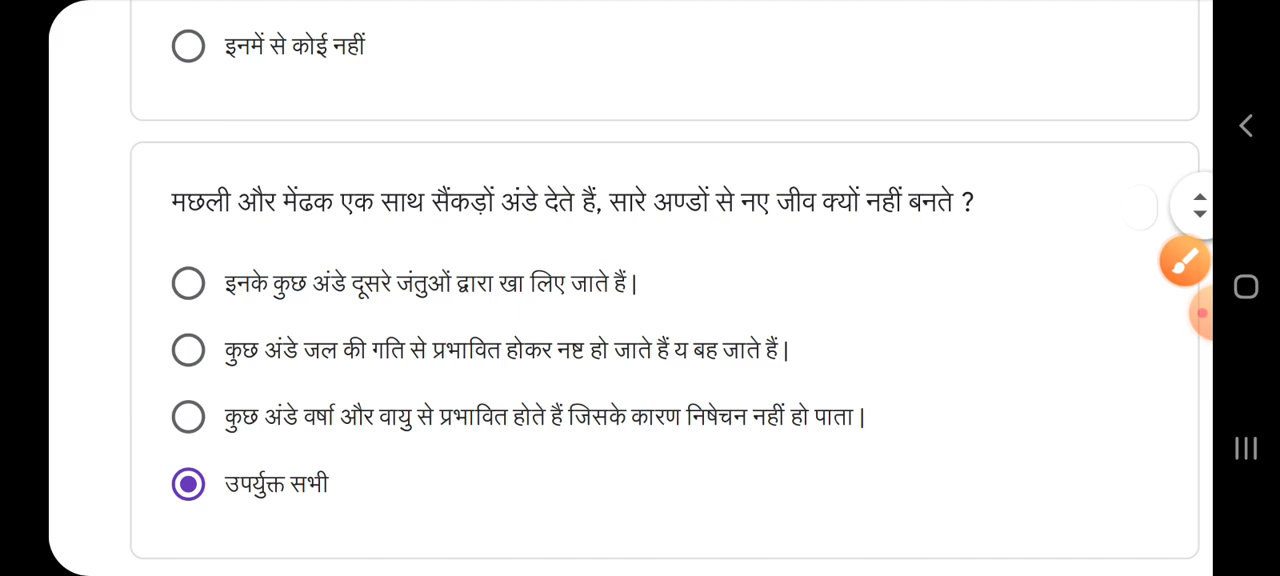 इनमें से कोई नहीं
मछली और मेंढक एक साथ सैंकड़ों अंडे देते हैं, सारे अण्डों से नए जीव क्यों नहीं बनते ?
इनके कुछ अंडे दूसरे जंतुओं द्वारा खा लिए जाते हैं |
कुछ अंडे जल की गति से प्रभावित होकर नष्ट हो जाते हैं य बह जाते हैं |
कुछ अंडे वर्षा और वायु से प्रभावित होते हैं जिसके कारण निषेचन नहीं हो पाता |
उपर्युक्त सभी